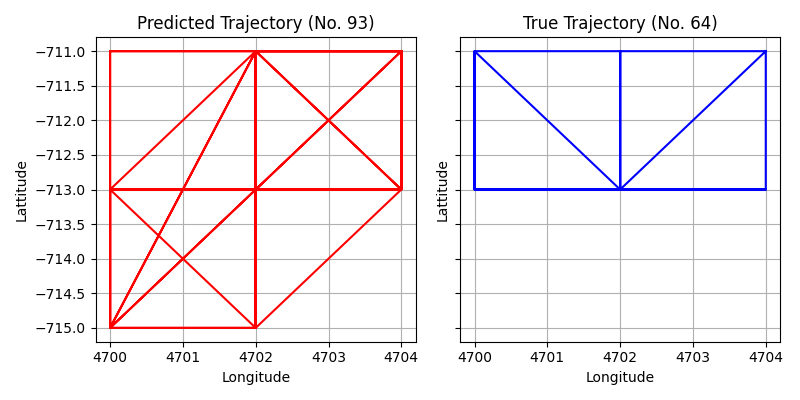 Predicted Trajectory (No. 93)
Lattitude
−711.0
−711.5
−712.0
−712.5
−713.0
−713.5
−714.0
−714.5
−715.0
4700 4701 4702 4703 4704
Longitude
True Trajectory (No. 64)
Lattitude
4700 4701 4702 4703 4704
Longitude